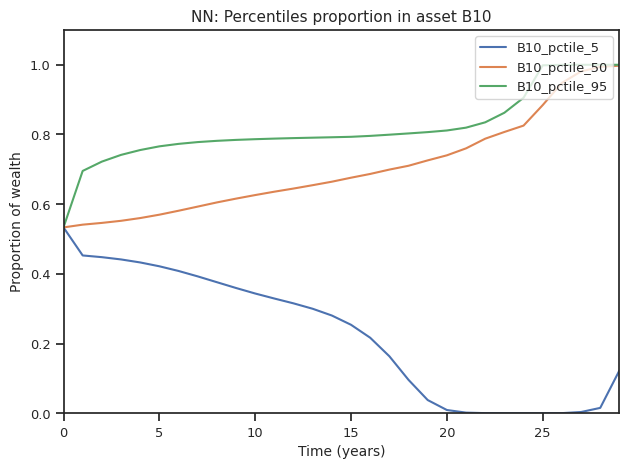 NN: Percentiles proportion in asset B10
B10_pctile_5
B10_pctile_50
B10_pctile_95
1.0
0.8
0.6
0.4
0.2
0.0
Proportion of wealth
0 5 10 15 20 25
Time (years)